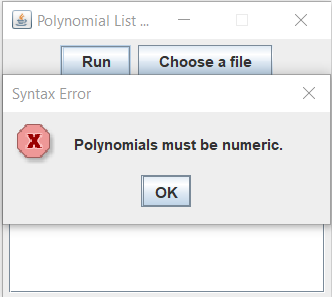 Polynomial List ...
Run
Choose a file
Syntax Error
Polynomials must be numeric.
OK